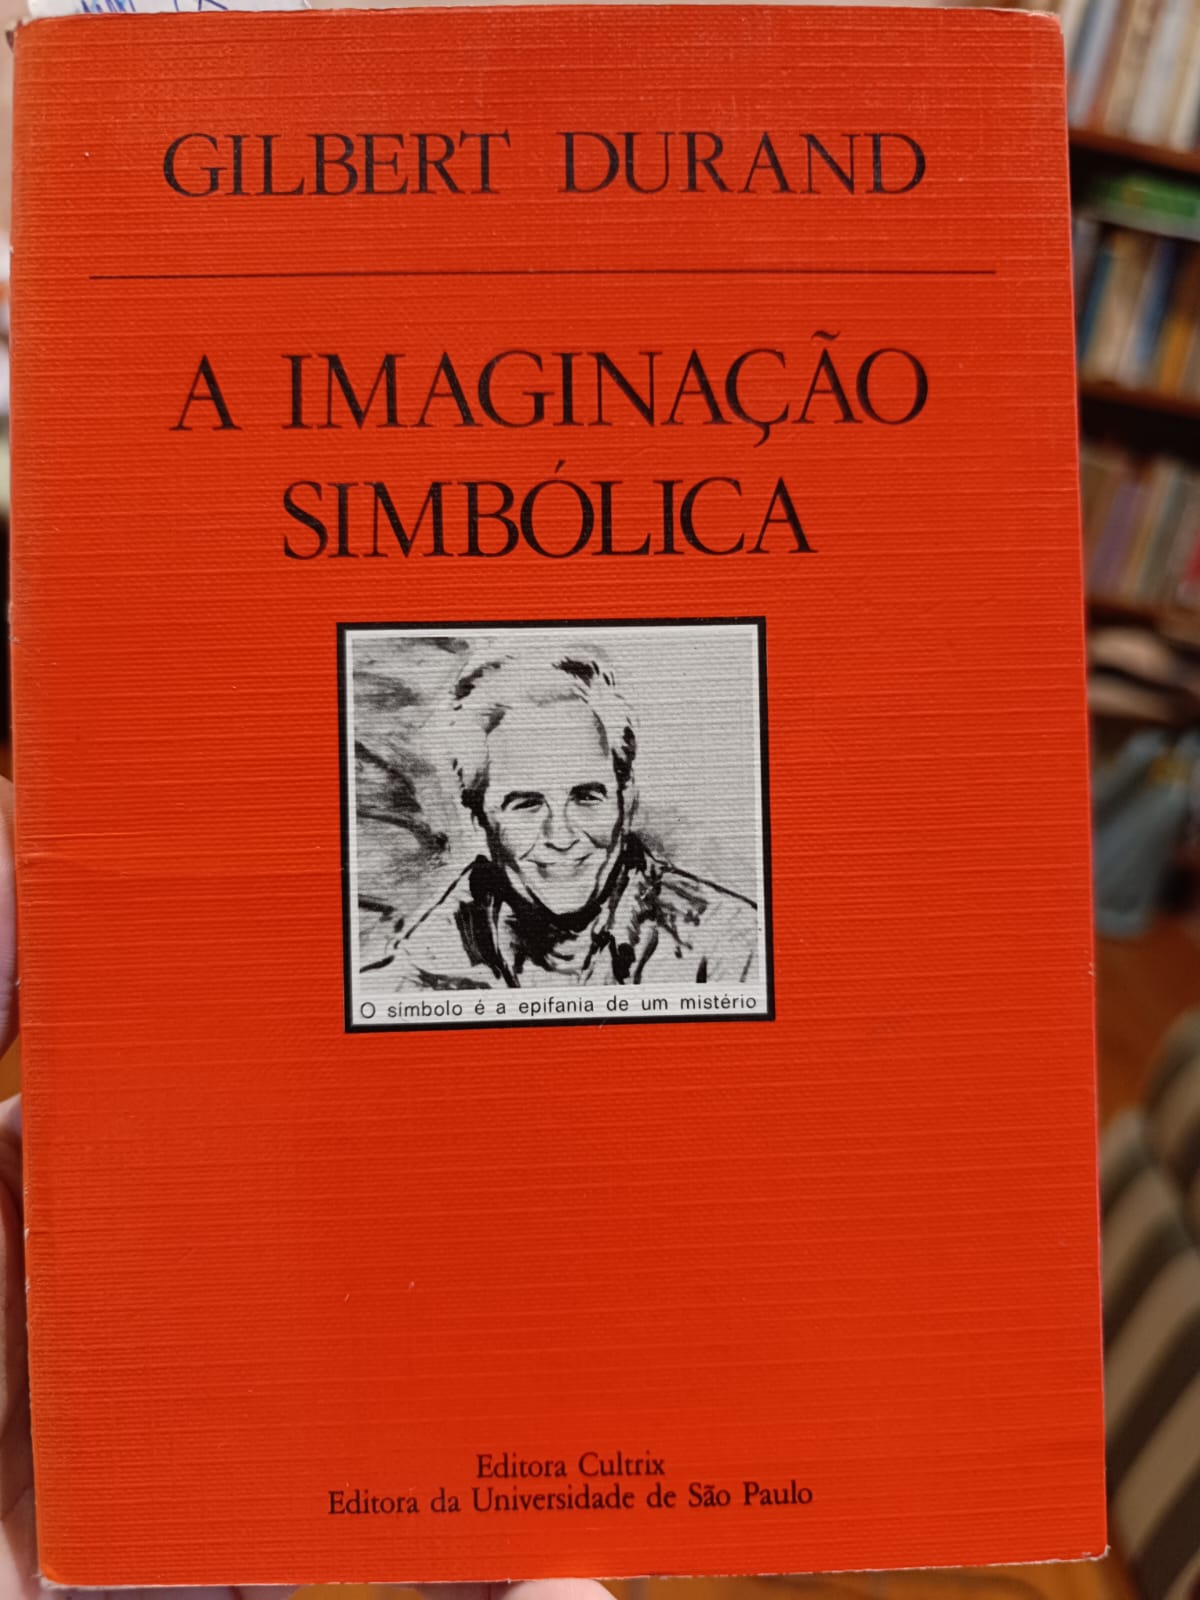 GILBERT DURAND
A IMAGINAÇÃO
SIMBÓLICA
O símbolo é a epifania de um mistério
Editora Cultrix
Editora da Universidade de São Paulo